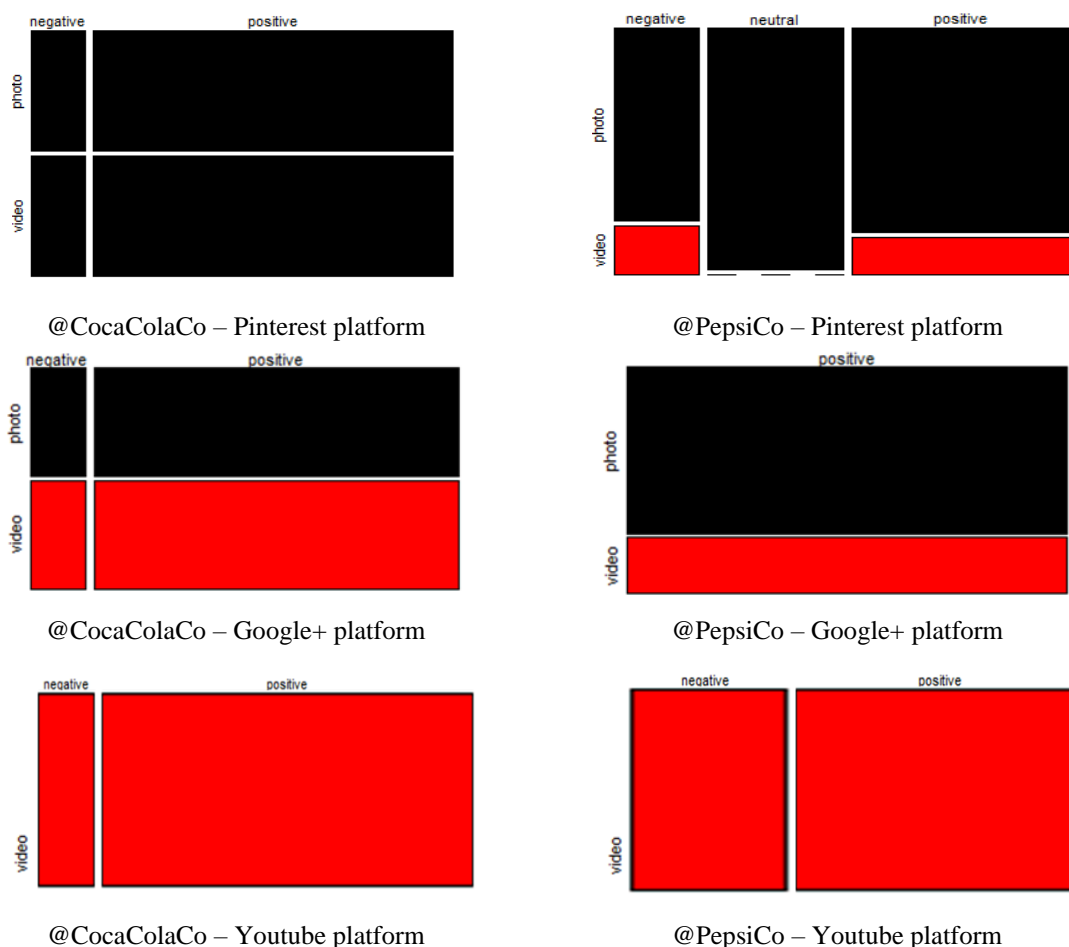 negative positive negative neutral positive
photo photo
video video
@CocaColaCo – Pinterest platform @PepsiCo – Pinterest platform
negative positive positive
photo photo
video video
@CocaColaCo – Google+ platform @PepsiCo – Google+ platform
negative positive negative positive
video video
@CocaColaCo – Youtube platform @PepsiCo – Youtube platform